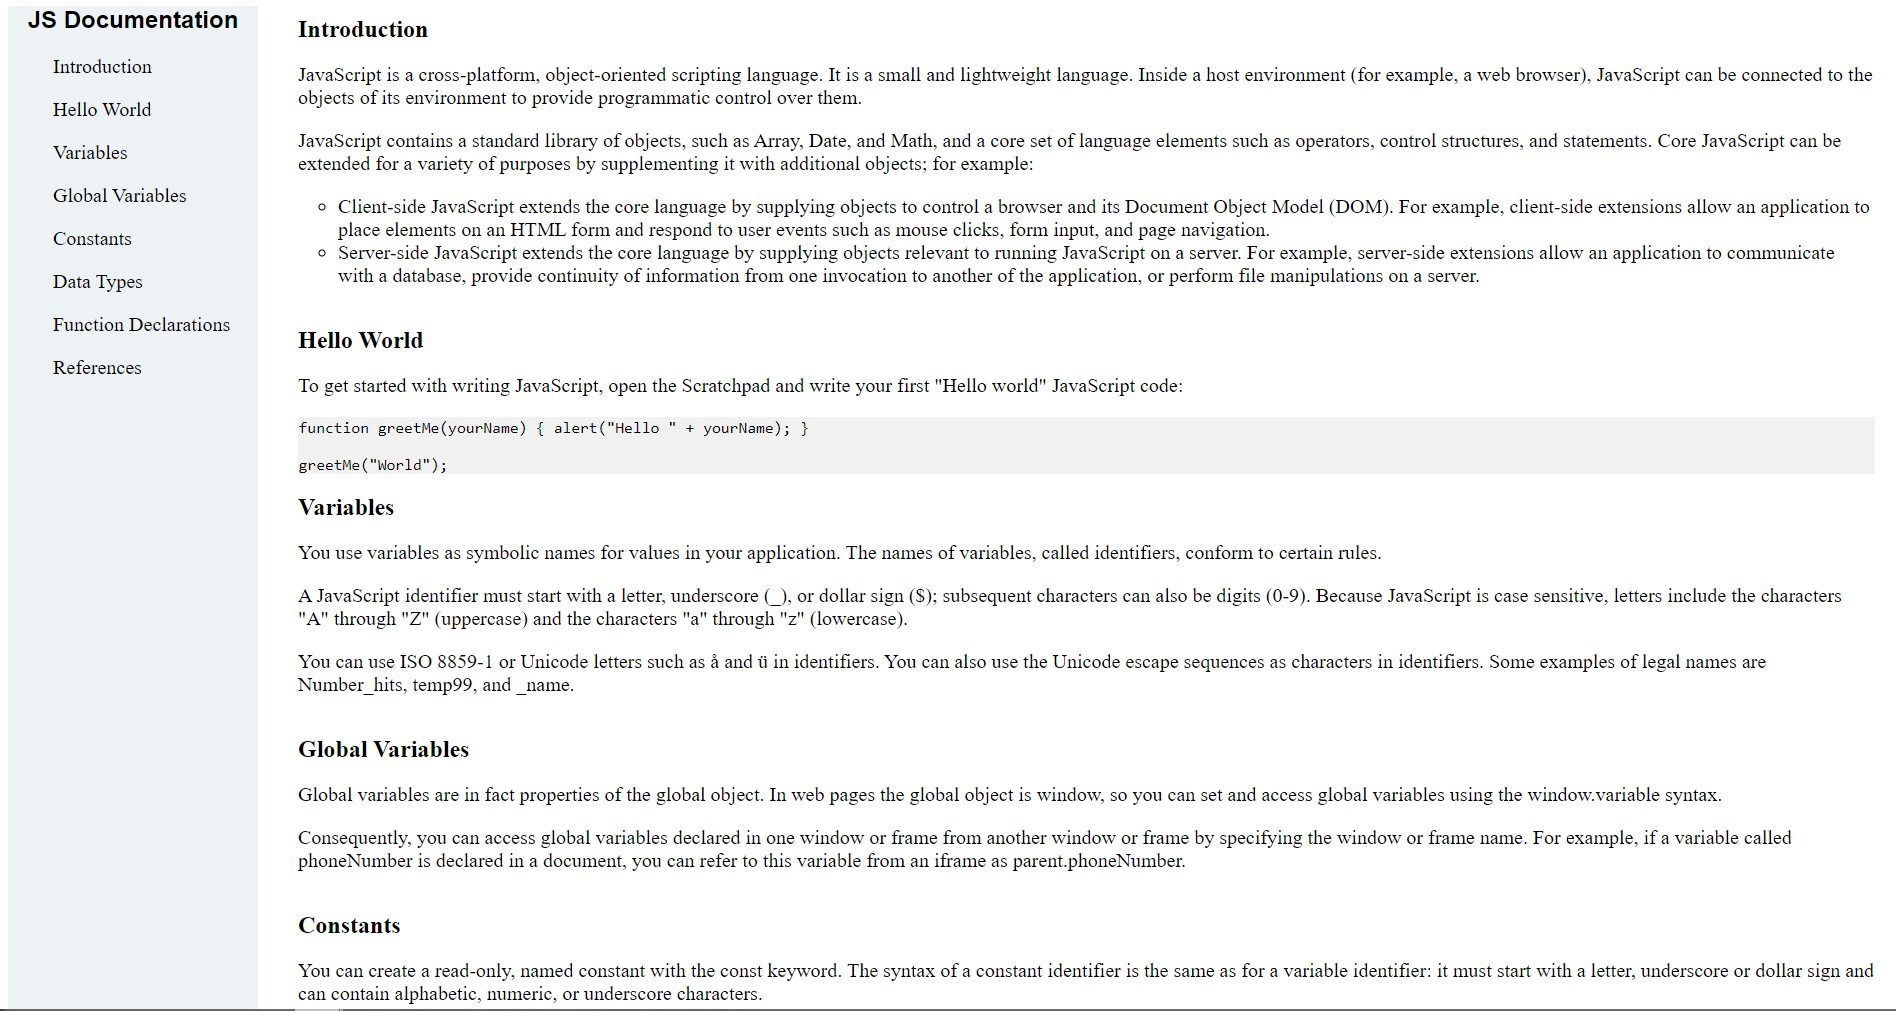 JS Documentation
Introduction
Hello World
Variables
Global Variables
Constants
Data Types
Function Declarations
References
Introduction
JavaScript is a cross-platform, object-oriented scripting language. It is a small and lightweight language. Inside a host environment (for example, a web browser), JavaScript can be connected to the
objects of its environment to provide programmatic control over them.
JavaScript contains a standard library of objects, such as Array, Date, and Math, and a core set of language elements such as operators, control structures, and statements. Core JavaScript can be
extended for a variety of purposes by supplementing it with additional objects; for example:
Client-side JavaScript extends the core language by supplying objects to control a browser and its Document Object Model (DOM). For example, client-side extensions allow an application to
place elements on an HTML form and respond to user events such as mouse clicks, form input, and page navigation.
Server-side JavaScript extends the core language by supplying objects relevant to running JavaScript on a server. For example, server-side extensions allow an application to communicate
with a database, provide continuity of information from one invocation to another of the application, or perform file manipulations on a server.
Hello World
To get started with writing JavaScript, open the Scratchpad and write your first "Hello world" JavaScript code:
function greetMe(yourName) { alert("Hello " + yourName); }
greetMe("World");
Variables
You use variables as symbolic names for values in your application. The names of variables, called identifiers, conform to certain rules.
A JavaScript identifier must start with a letter, underscore (_), or dollar sign ($); subsequent characters can also be digits (0-9). Because JavaScript is case sensitive, letters include the characters
"A" through "Z" (uppercase) and the characters "a" through "z" (lowercase).
You can use ISO 8859-1 or Unicode letters such as å and ü in identifiers. You can also use the Unicode escape sequences as characters in identifiers. Some examples of legal names are
Number_hits, temp99, and _name.
Global Variables
Global variables are in fact properties of the global object. In web pages the global object is window, so you can set and access global variables using the window.variable syntax.
Consequently, you can access global variables declared in one window or frame from another window or frame by specifying the window or frame name. For example, if a variable called
phoneNumber is declared in a document, you can refer to this variable from an iframe as parent.phoneNumber.
Constants
You can create a read-only, named constant with the const keyword. The syntax of a constant identifier is the same as for a variable identifier: it must start with a letter, underscore or dollar sign and
can contain alphabetic, numeric, or underscore characters.